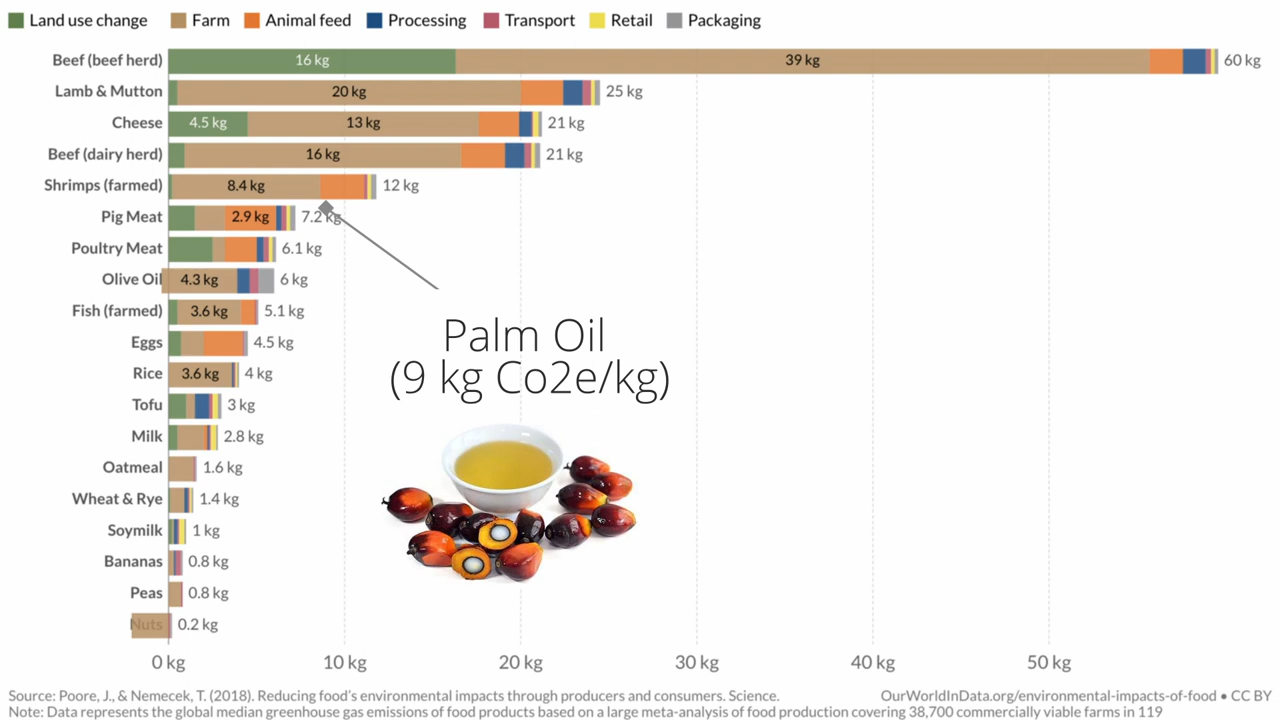 Land use change Farm Animal feed Processing Transport Retail Packaging
Beef (beef herd) 16 kg 39 kg 60 kg
Lamb & Mutton 20 kg 25 kg
Cheese 4.5 kg 13 kg 21 kg
Beef (dairy herd) 16 kg 21 kg
Shrimps (farmed) 8.4 kg 12 kg
Pig Meat 2.9 kg 7.2 kg
Poultry Meat 6.1 kg
Olive Oil 4.3 kg 6 kg
Fish (farmed) 3.6 kg 5.1 kg
Palm Oil
Eggs 4.5 kg
(9 kg Co2e/kg)
Rice 3.6 kg 4 kg
Tofu 3 kg
Milk 2.8 kg
Oatmeal 1.6 kg
Wheat & Rye 1.4 kg
Soymilk 1 kg
Bananas 0.8 kg
Peas 0.8 kg
Nuts 0.2 kg
0 kg 10 kg 20 kg 30 kg 40 kg 50 kg
Source: Poore, J., & Nemecek, T. (2018). Reducing food's environmental impacts through producers and consumers. Science. OurWorldInData.org/environmental-impacts-of-food • CC BY
Note: Data represents the global median greenhouse gas emissions of food products based on a large meta-analysis of food production covering 38,700 commercially viable farms in 119